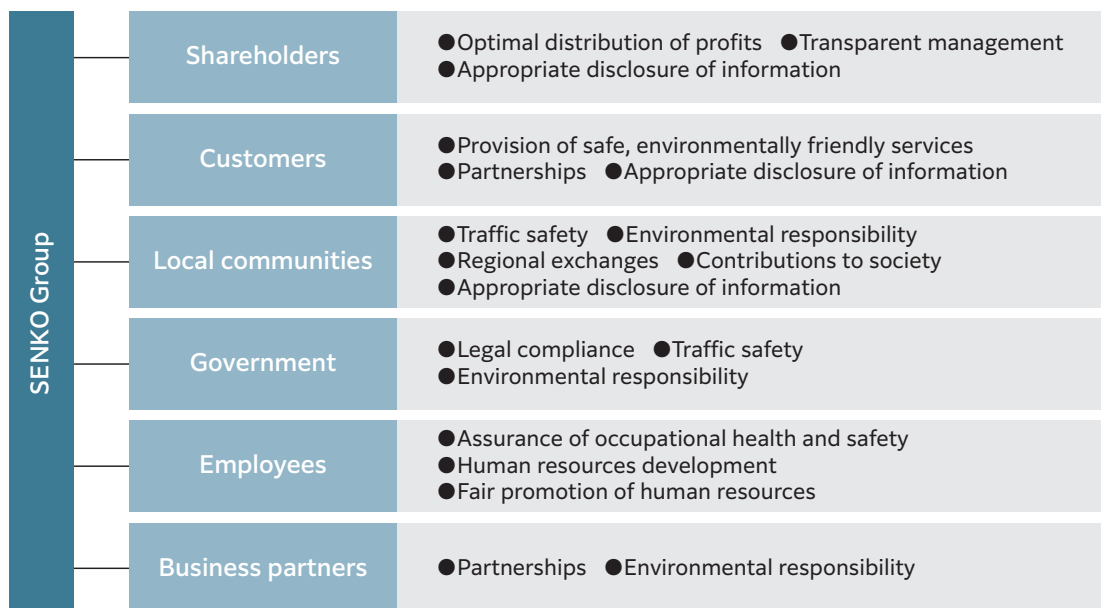 SENKO Group
Shareholders
●Optimal distribution of profits ●Transparent management
●Appropriate disclosure of information
Customers
●Provision of safe, environmentally friendly services
●Partnerships ●Appropriate disclosure of information
Local communities
●Traffic safety ●Environmental responsibility
●Regional exchanges ●Contributions to society
●Appropriate disclosure of information
Government
●Legal compliance ●Traffic safety
●Environmental responsibility
Employees
●Assurance of occupational health and safety
●Human resources development
●Fair promotion of human resources
Business partners
●Partnerships ●Environmental responsibility